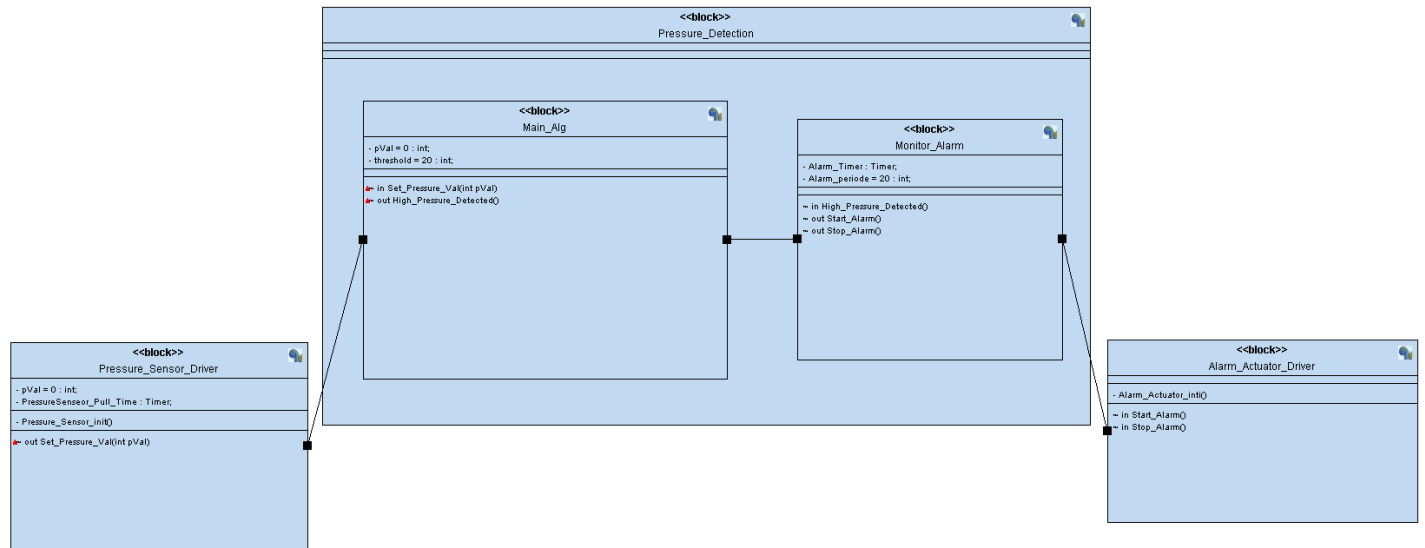 <<block>>
Pressure_Detection
<<block>>
Main_Alg
- pVal = 0 : int;
- threshold = 20 : int;
~ in Set_Pressure_Val(int pVal)
~ out High_Pressure_Detected()
<<block>>
Monitor_Alarm
- Alarm_Timer : Timer;
- Alarm_periode = 20 : int;
~ in High_Pressure_Detected()
~ out Start_Alarm()
~ out Stop_Alarm()
<<block>>
Pressure_Sensor_Driver
- pVal = 0 : int;
- PressureSenseor_Pull_Time : Timer;
- Pressure_Sensor_init()
~ out Set_Pressure_Val(int pVal)
<<block>>
Alarm_Actuator_Driver
- Alarm_Actuator_inti()
~ in Start_Alarm()
~ in Stop_Alarm()